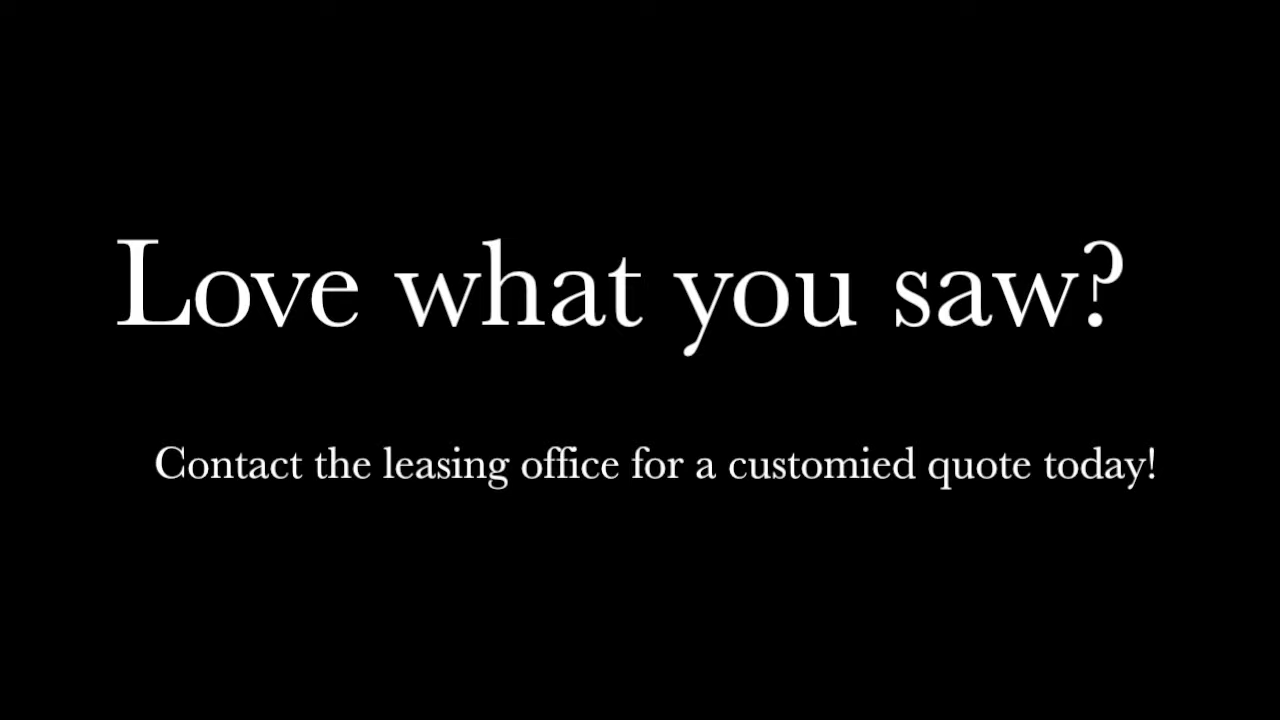 Love what you saw?
Contact the leasing office for a customied quote today!